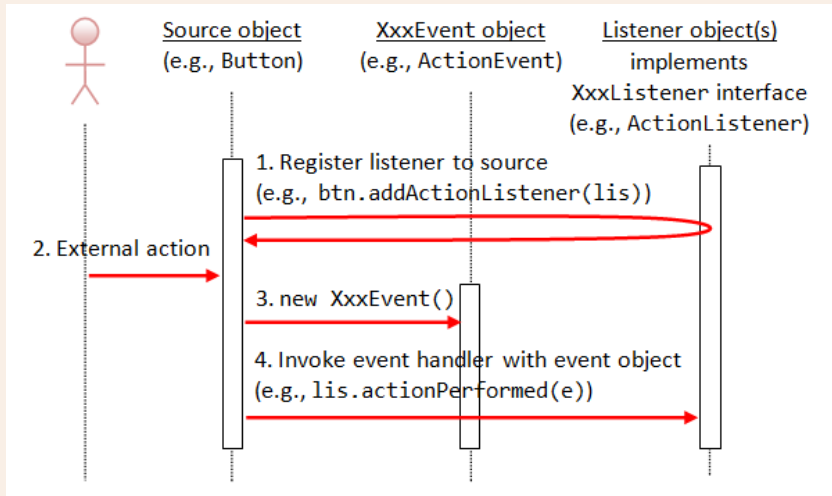 Source object
(e.g., Button)
XxxEvent object
(e.g., ActionEvent)
Listener object(s)
implements
XxxListener interface
(e.g., ActionListener)
1. Register listener to source
(e.g., btn.addActionListener(lis))
2. External action
3. new XxxEvent()
4. Invoke event handler with event object
(e.g., lis.actionPerformed(e))